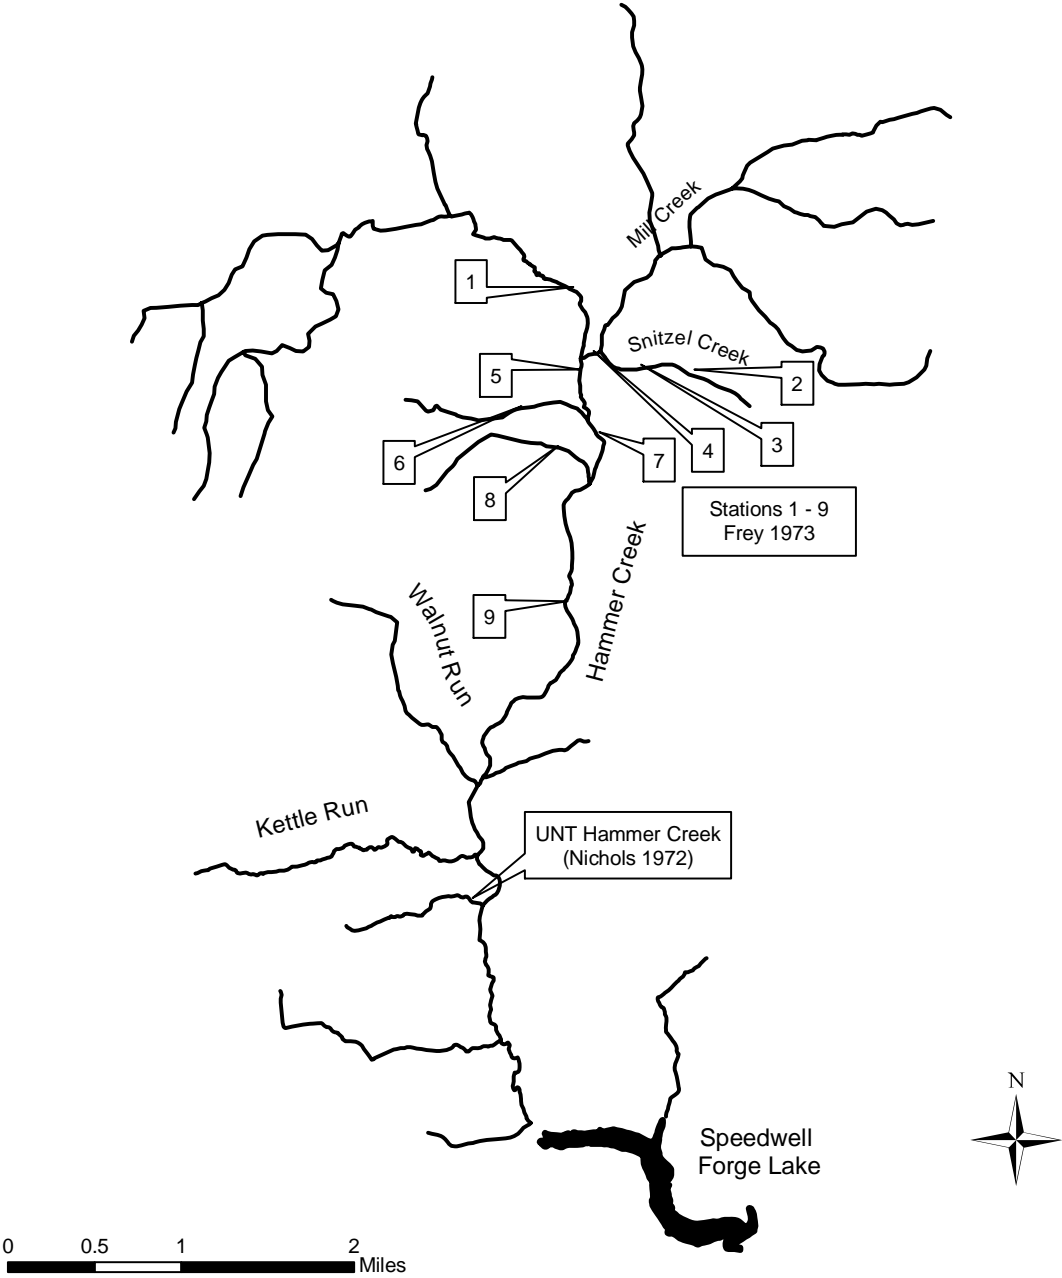 Mill Creek
1
Snitzel Creek
5
2
3
4
7
6
8
Stations 1 - 9
Frey 1973
Hammer Creek
Walnut Run
9
Kettle Run
UNT Hammer Creek
(Nichols 1972)
N
Speedwell
Forge Lake
0 0.5 1 2
Miles